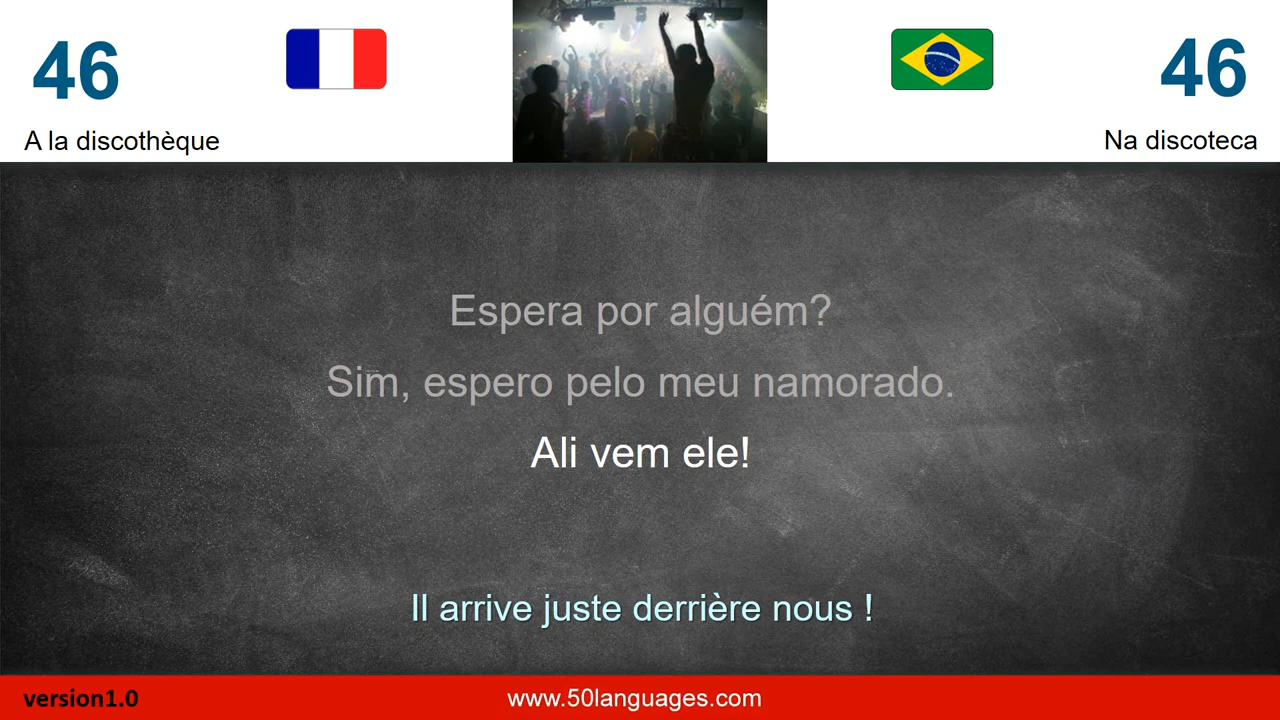 46
46
A la discothèque
Na discoteca
Espera por alguém?
Sim, espero pelo meu namorado.
Ali vem ele!
Il arrive juste derrière nous !
version1.0
www.50languages.com